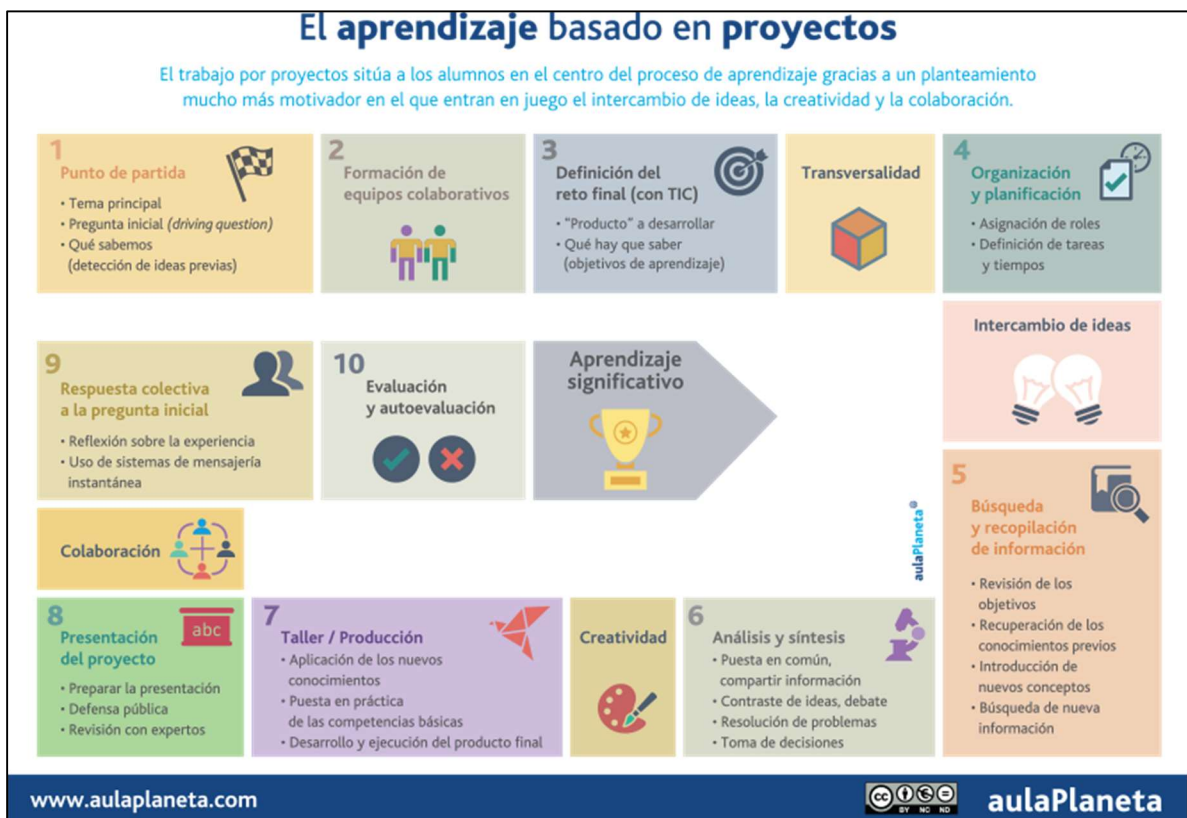 El aprendizaje basado en proyectos
El trabajo por proyectos sitúa a los alumnos en el centro del proceso de aprendizaje gracias a un planteamiento
mucho más motivador en el que entran en juego el intercambio de ideas, la creatividad y la colaboración.
1
Punto de partida
• Tema principal
• Pregunta inicial (driving question)
• Qué sabemos
(detección de ideas previas)
2
Formación de
equipos colaborativos
3
Definición del
reto final (con TIC)
• "Producto" a desarrollar
• Qué hay que saber
(objetivos de aprendizaje)
Transversalidad
4
Organización
y planificación
• Asignación de roles
• Definición de tareas
y tiempos
Intercambio de ideas
5
Búsqueda
y recopilación
de información
• Revisión de los
objetivos
• Recuperación de los
conocimientos previos
• Introducción de
nuevos conceptos
• Búsqueda de nueva
información
6
Análisis y síntesis
• Puesta en común,
compartir información
• Contraste de ideas, debate
• Resolución de problemas
• Toma de decisiones
Creatividad
7
Taller / Producción
• Aplicación de los nuevos
conocimientos
• Puesta en práctica
de las competencias básicas
• Desarrollo y ejecución del producto final
8
abc
Presentación
del proyecto
• Preparar la presentación
• Defensa pública
• Revisión con expertos
Colaboración
9
Respuesta colectiva
a la pregunta inicial
• Reflexión sobre la experiencia
• Uso de sistemas de mensajería
instantánea
10
Evaluación
y autoevaluación
Aprendizaje
significativo
aulaPlaneta
www.aulaplaneta.com
cc
BY NC ND
aulaPlaneta